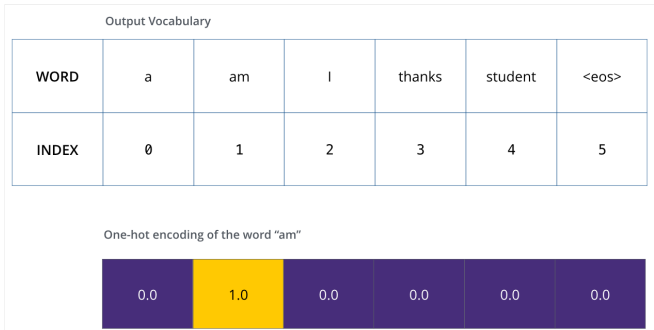 Output Vocabulary
WORD a am I thanks student <eos>
INDEX 0 1 2 3 4 5
One-hot encoding of the word “am”
0.0 1.0 0.0 0.0 0.0 0.0